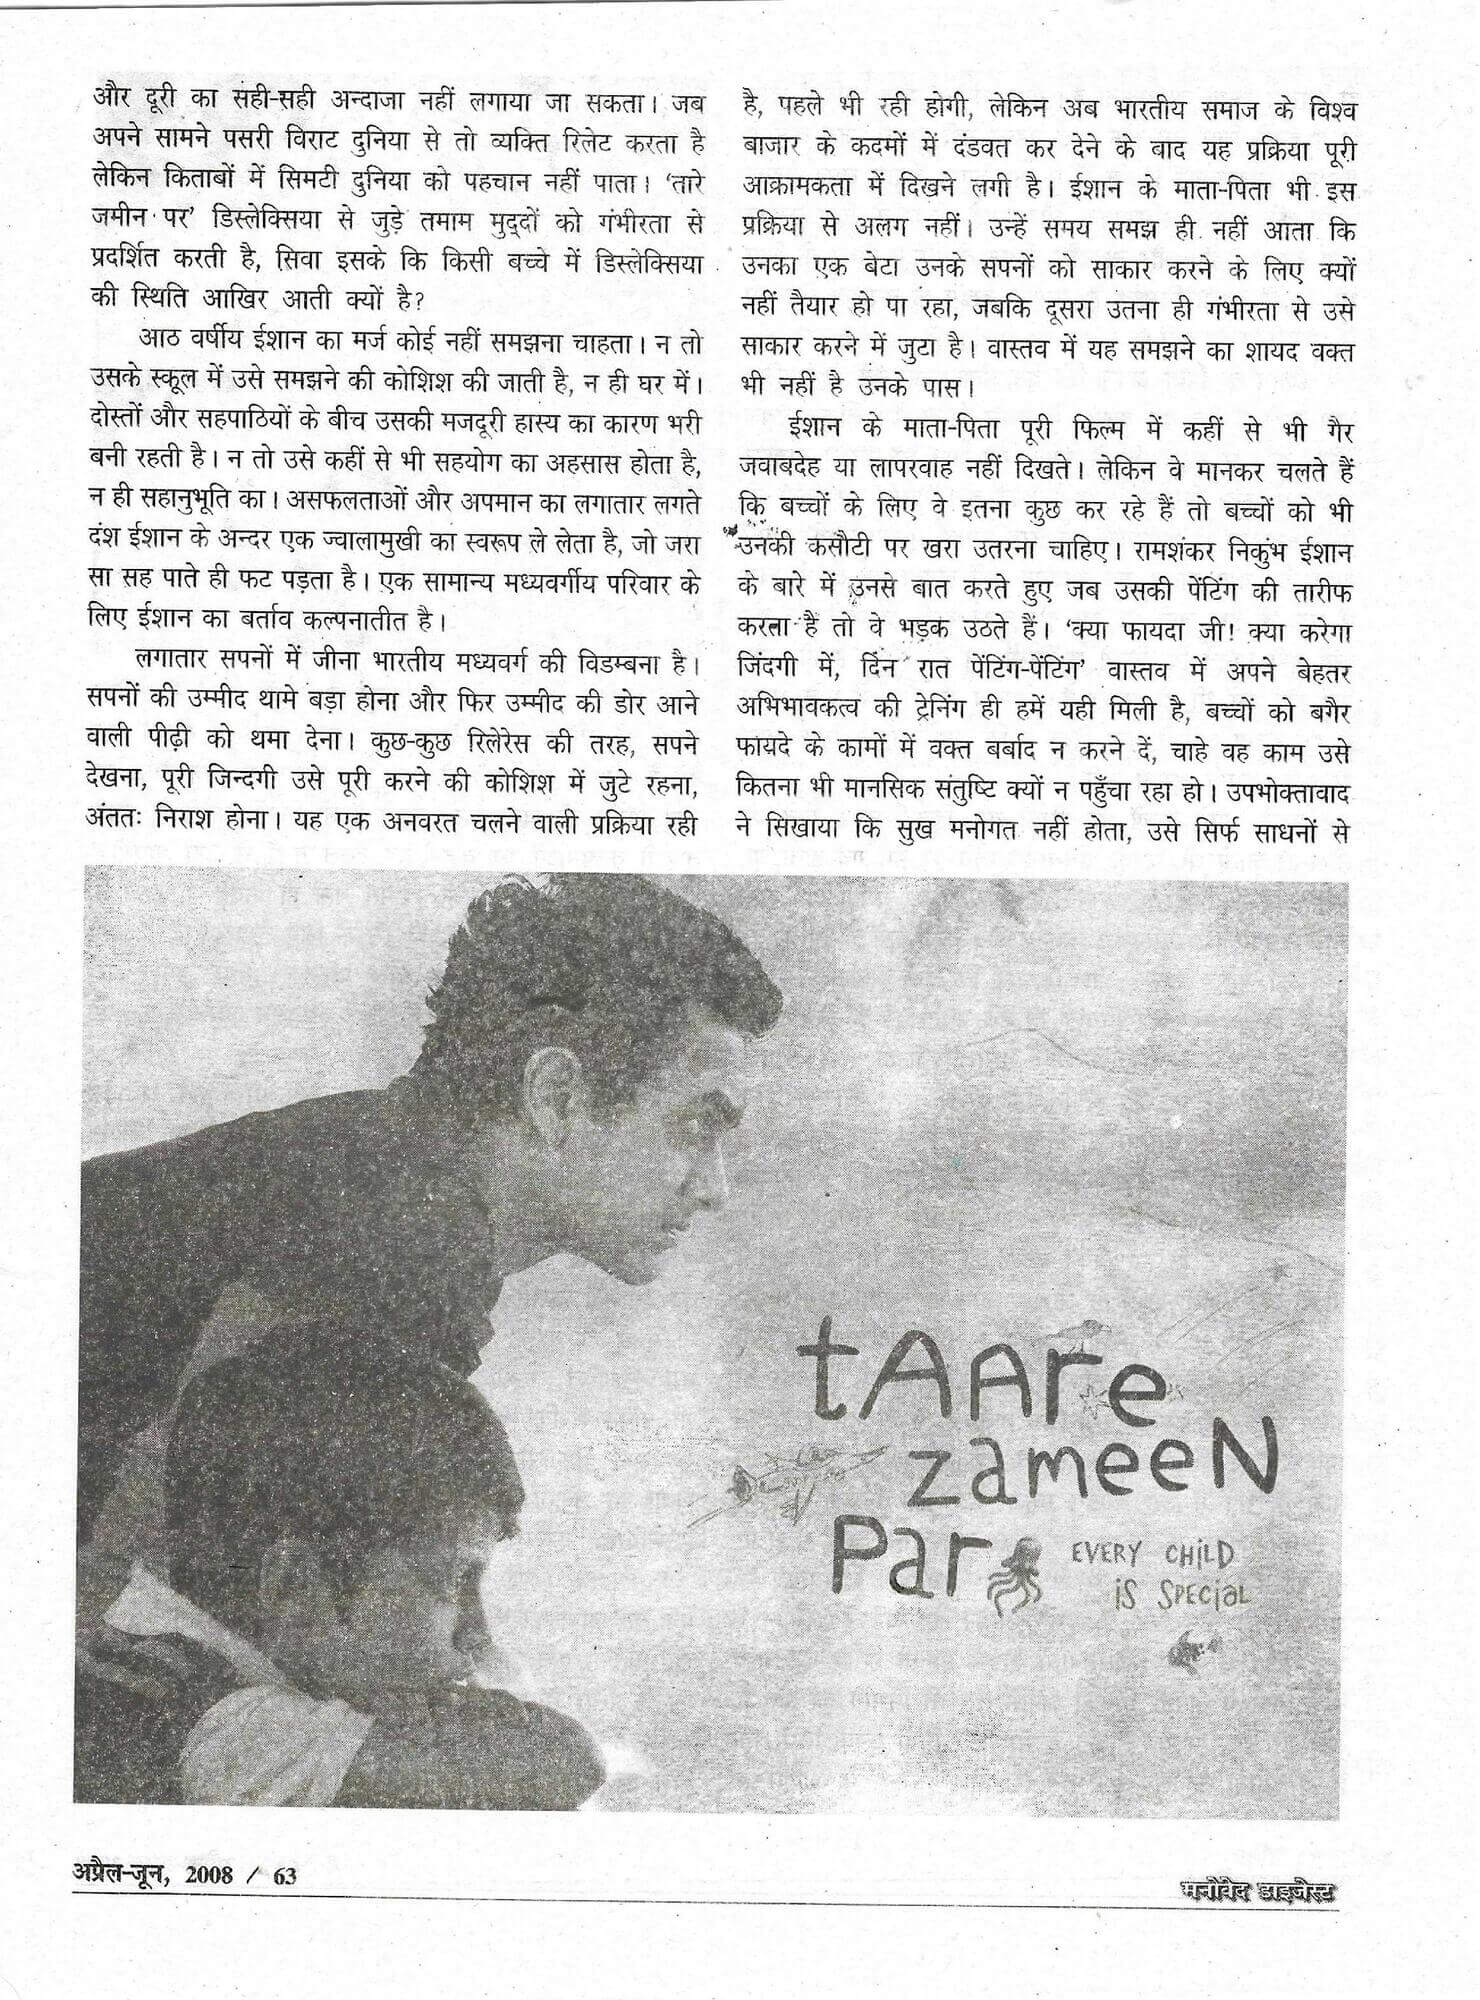 और दूरी का सही-सही अन्दाजा नहीं लगाया जा सकता। जब
अपने सामने पसरी विराट दुनिया से तो व्यक्ति रिलेट करता है
लेकिन किताबों में सिमटी दुनिया को पहचान नहीं पाता। ‘तारे
जमीन पर’ डिस्लेक्सिया से जुड़े तमाम मुद्दों को गंभीरता से
प्रदर्शित करती है, सिवा इसके कि किसी बच्चे में डिस्लेक्सिया
की स्थिति आखिर आती क्यों है?
आठ वर्षीय ईशान का मर्ज कोई नहीं समझना चाहता। न तो
उसके स्कूल में उसे समझने की कोशिश की जाती है, न ही घर में।
दोस्तों और सहपाठियों के बीच उसकी मजदूरी हास्य का कारण भरी
बनी रहती है। न तो उसे कहीं से भी सहयोग का अहसास होता है,
न ही सहानुभूति का। असफलताओं और अपमान का लगातार लगते
दंश ईशान के अन्दर एक ज्वालामुखी का स्वरूप ले लेता है, जो जरा
सा सह पाते ही फट पड़ता है। एक सामान्य मध्यवर्गीय परिवार के
लिए ईशान का बर्ताव कल्पनातीत है।
लगातार सपनों में जीना भारतीय मध्यवर्ग की विडम्बना है।
सपनों की उम्मीद थामे बड़ा होना और फिर उम्मीद की डोर आने
वाली पीढ़ी को थमा देना। कुछ-कुछ रिलेरेस की तरह, सपने
देखना, पूरी जिन्दगी उसे पूरी करने की कोशिश में जुटे रहना,
अंततः निराश होना। यह एक अनवरत चलने वाली प्रक्रिया रही
है, पहले भी रही होगी, लेकिन अब भारतीय समाज के विश्व
बाजार के कदमों में दंडवत कर देने के बाद यह प्रक्रिया पूरी
आक्रामकता में दिखने लगी है। ईशान के माता-पिता भी इस
प्रक्रिया से अलग नहीं। उन्हें समय समझ ही नहीं आता कि
उनका एक बेटा उनके सपनों को साकार करने के लिए क्यों
नहीं तैयार हो पा रहा, जबकि दूसरा उतना ही गंभीरता से उसे
साकार करने में जुटा है। वास्तव में यह समझने का शायद वक्त
भी नहीं है उनके पास।
ईशान के माता-पिता पूरी फिल्म में कहीं से भी गैर
जवाबदेह या लापरवाह नहीं दिखते। लेकिन वे मानकर चलते हैं
कि बच्चों के लिए वे इतना कुछ कर रहे हैं तो बच्चों को भी
उनकी कसौटी पर खरा उतरना चाहिए। रामशंकर निकुंभ ईशान
के बारे में उनसे बात करते हुए जब उसकी पेंटिंग की तारीफ
करता है तो वे भड़क उठते हैं। ‘क्या फायदा जी! क्या करेगा
जिंदगी में, दिन रात पेंटिंग-पेंटिंग’ वास्तव में अपने बेहतर
अभिभावकत्व की ट्रेनिंग ही हमें यही मिली है, बच्चों को बगैर
फायदे के कामों में वक्त बर्बाद न करने दें, चाहे वह काम उसे
कितना भी मानसिक संतुष्टि क्यों न पहुँचा रहा हो। उपभोक्तावाद
ने सिखाया कि सुख मनोगत नहीं होता, उसे सिर्फ साधनों से
tAAre
zameeN
Par
EVERY CHiLD
iS SPECiaL
अप्रैल-जून, 2008 / 63
मनोवेद डाइजेस्ट